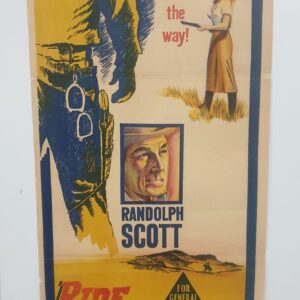 the
way!
RANDOLPH
SCOTT
RIDE
FOR
GENERAL